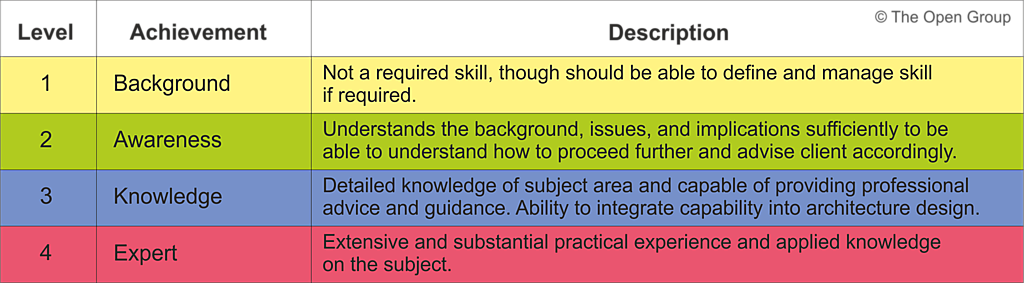 © The Open Group
Level Achievement Description
1 Background Not a required skill, though should be able to define and manage skill
if required.
2 Awareness Understands the background, issues, and implications sufficiently to be
able to understand how to proceed further and advise client accordingly.
3 Knowledge Detailed knowledge of subject area and capable of providing professional
advice and guidance. Ability to integrate capability into architecture design.
4 Expert Extensive and substantial practical experience and applied knowledge
on the subject.